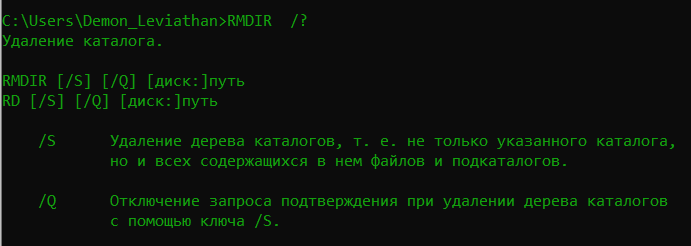 C:\Users\Demon_Leviathan>RMDIR  /?
Удаление каталога.
RMDIR [/S] [/Q] [диск:]путь
RD [/S] [/Q] [диск:]путь
/S      Удаление дерева каталогов, т. е. не только указанного каталога,
но и всех содержащихся в нем файлов и подкаталогов.
/Q      Отключение запроса подтверждения при удалении дерева каталогов
с помощью ключа /S.